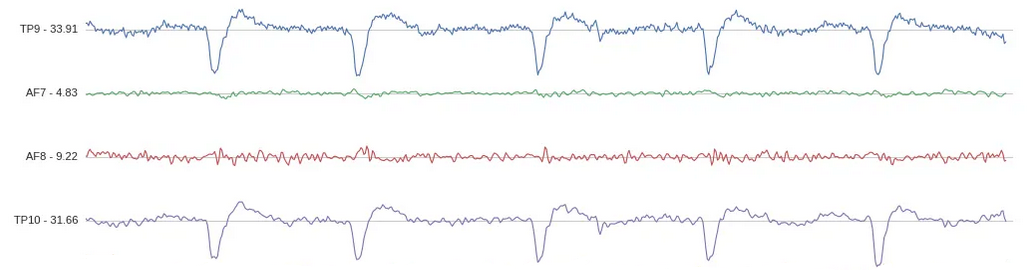 TP9 - 33.91
AF7 - 4.83
AF8 - 9.22
TP10 - 31.66